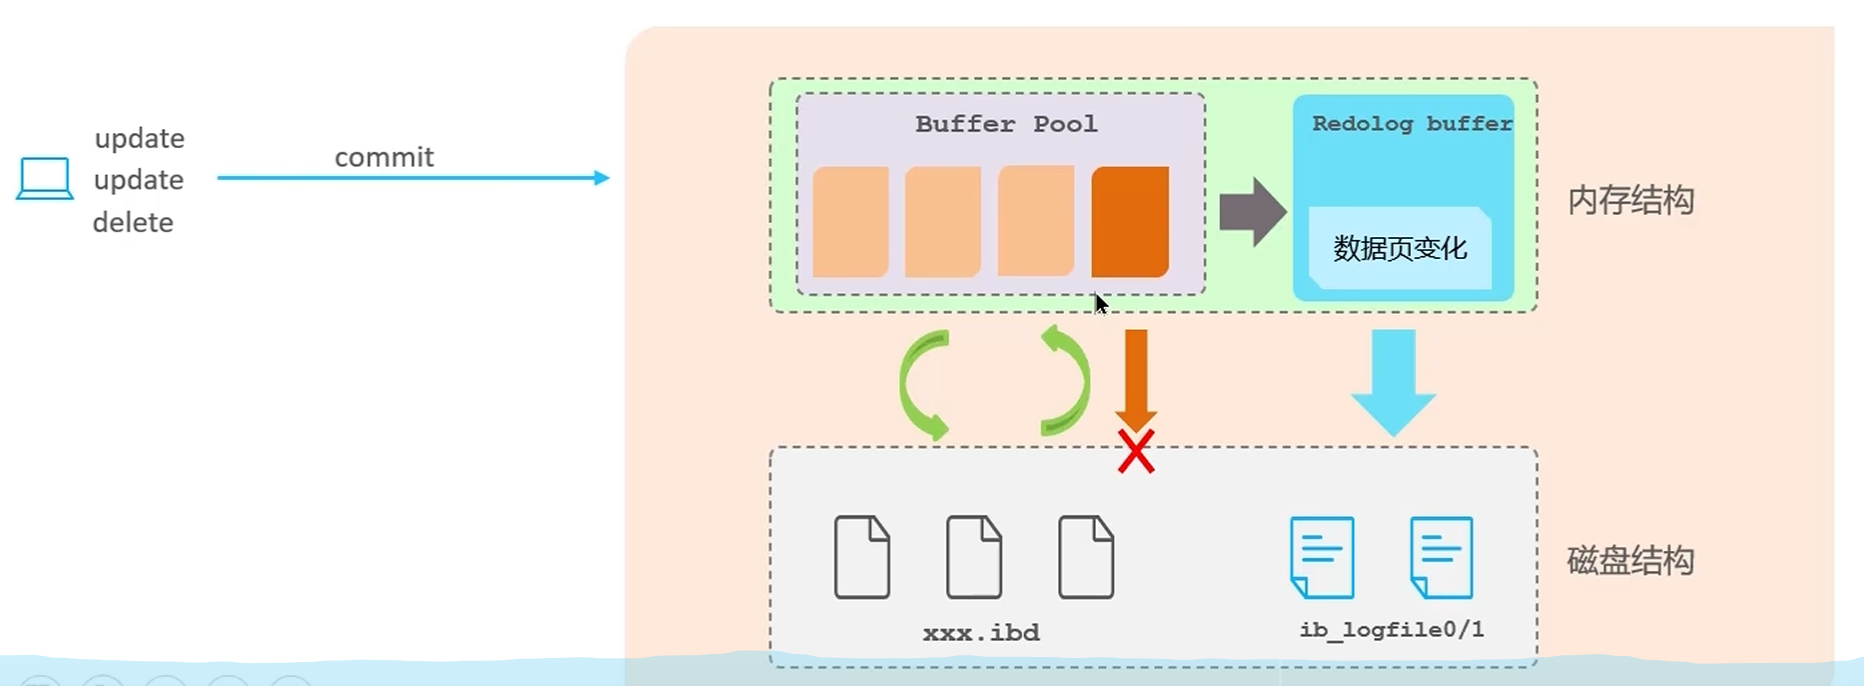 update
update
delete
commit
Buffer Pool
Redolog buffer
数据页变化
内存结构
xxx.ibd
ib_logfile0/1
磁盘结构